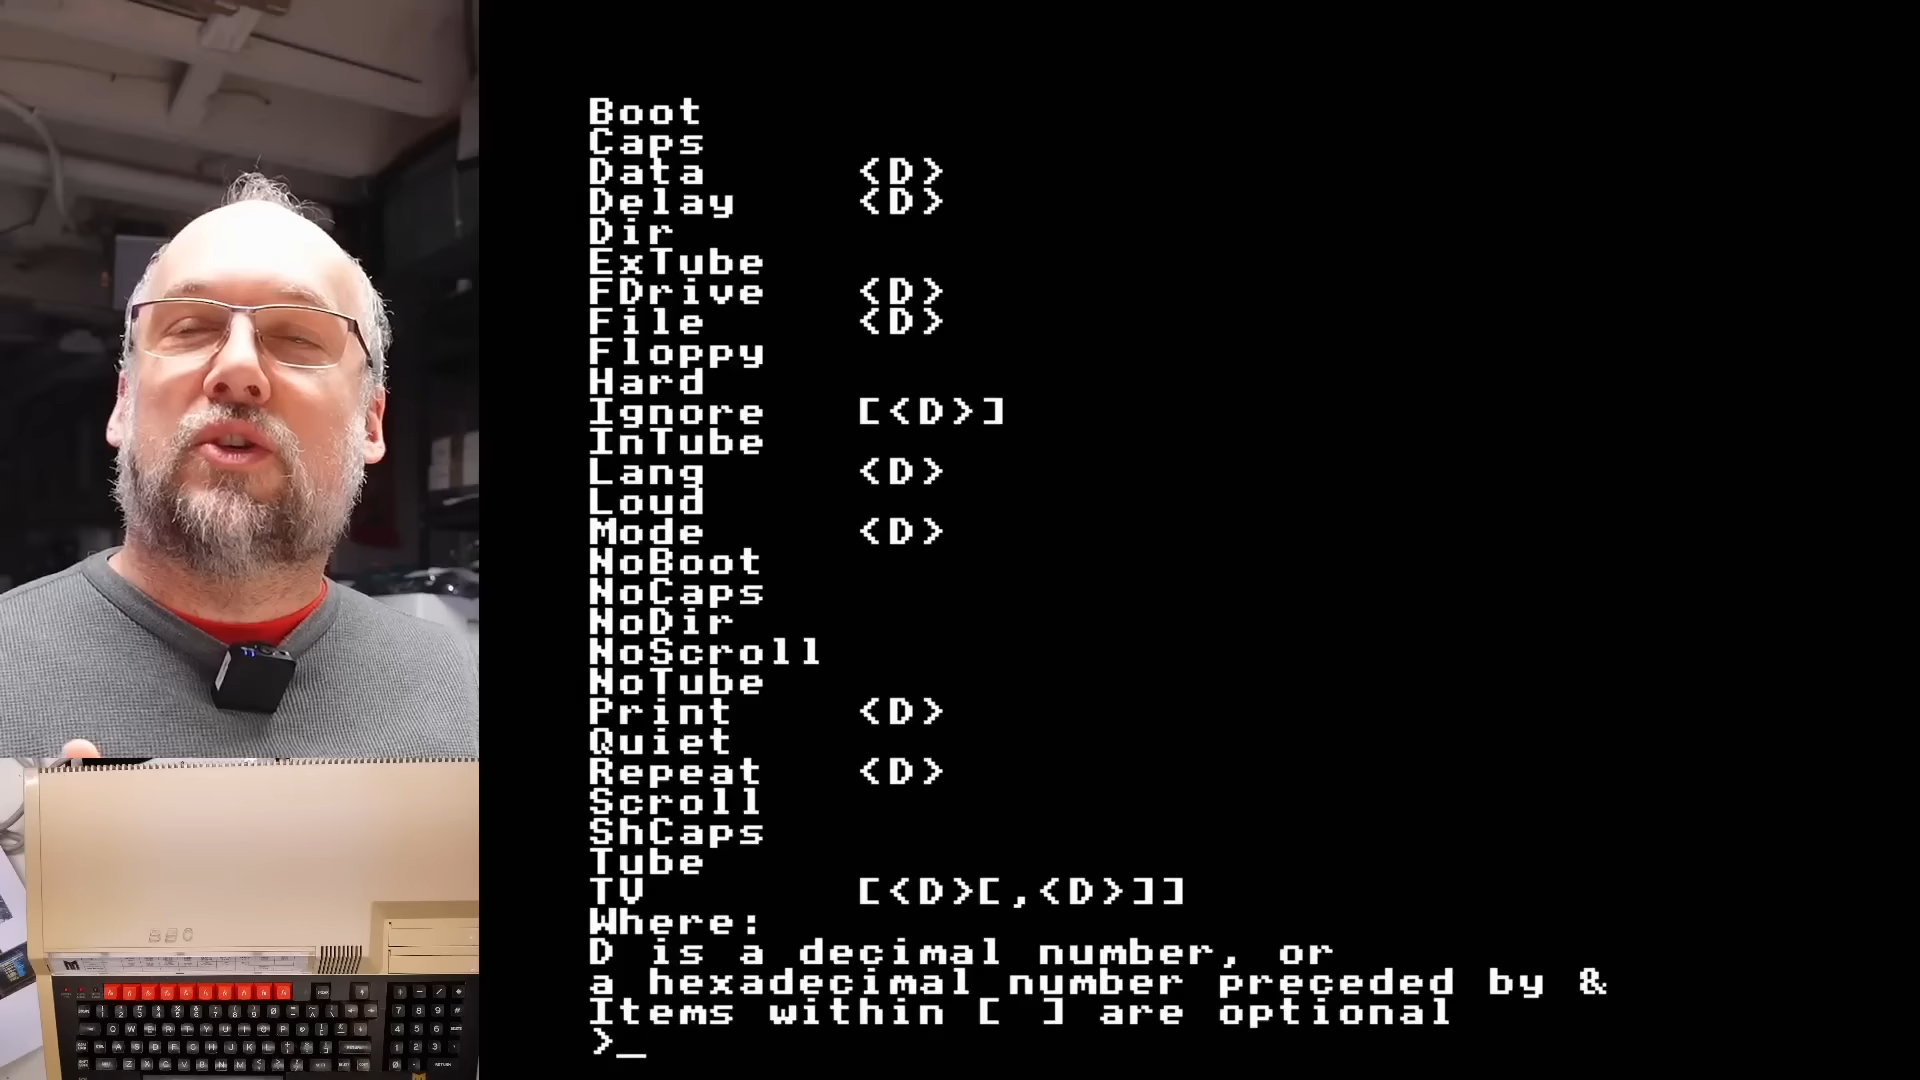 Boot
Caps
Data <D>
Delay <D>
Dir
ExTube
FDrive <D>
File <D>
Floppy
Hard
Ignore [<D>]
InTube
Lang <D>
Loud
Mode <D>
NoBoot
NoCaps
NoDir
NoScroll
NoTube
Print <D>
Quiet
Repeat <D>
Scroll
ShCaps
Tube
TV [<D>[,<D>]]
Where:
D is a decimal number, or
a hexadecimal number preceded by &
Items within [ ] are optional
>_